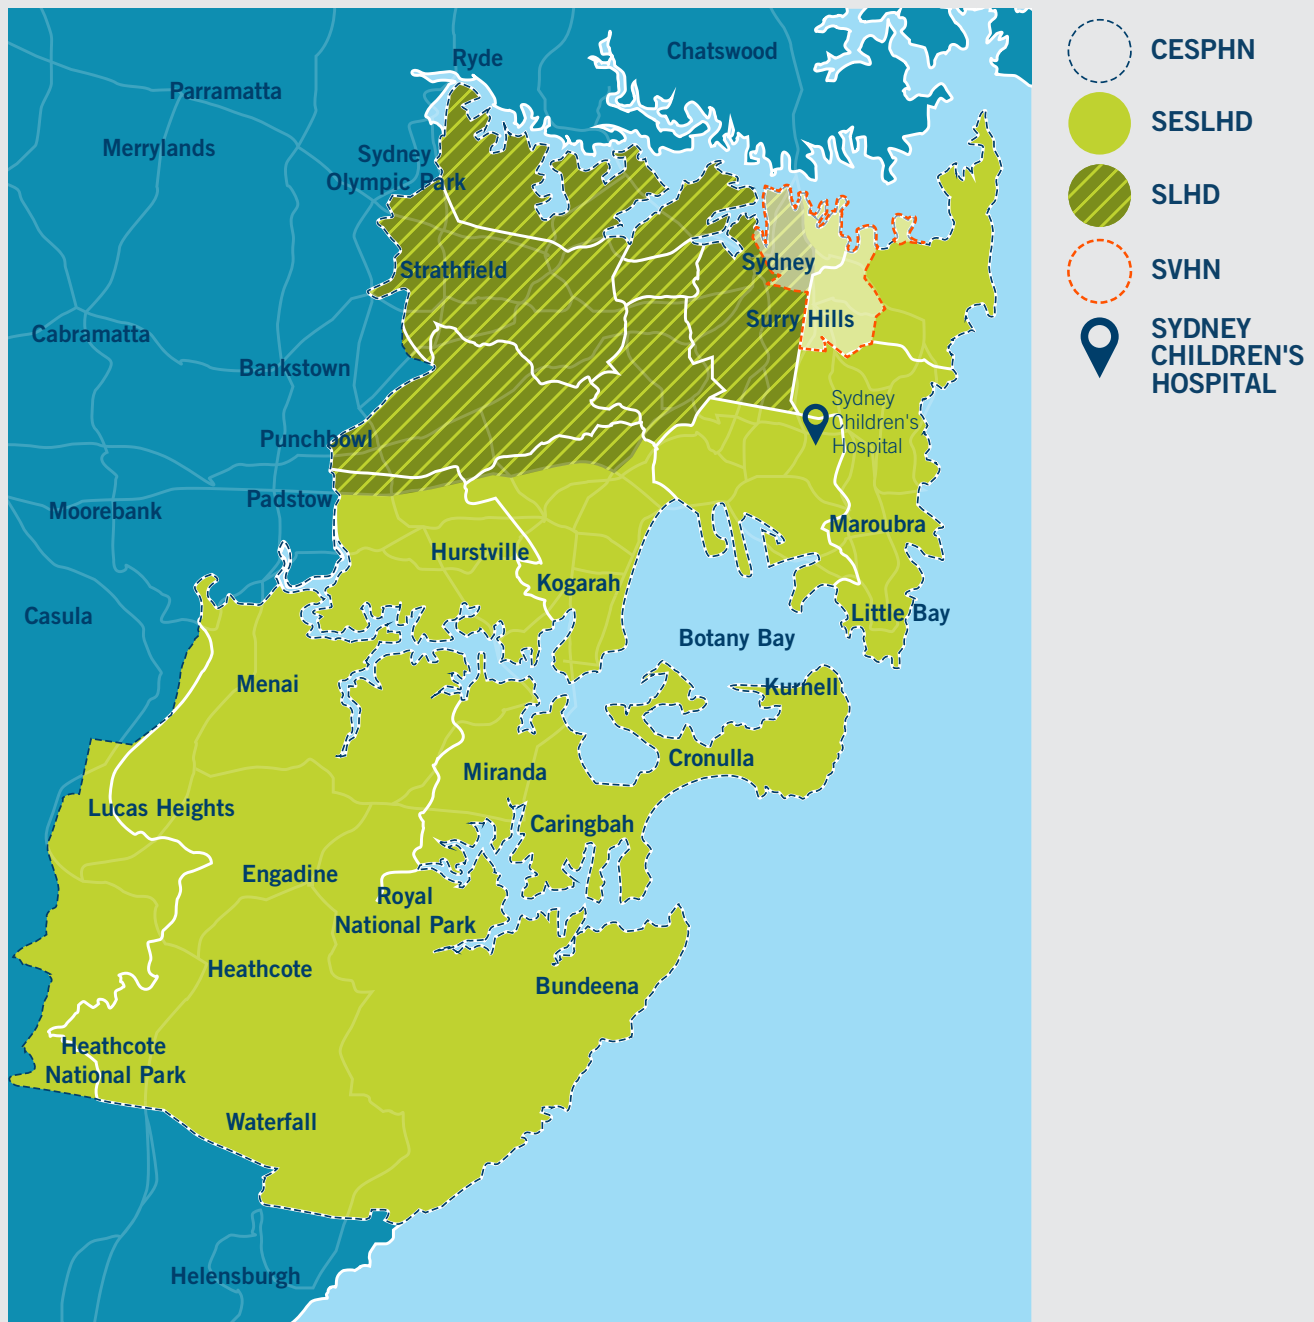 Ryde
Chatswood
Parramatta
Merrylands
Sydney
Olympic Park
Strathfield
Sydney
Surry Hills
Cabramatta
Bankstown
Sydney
Children's
Hospital
Punchbowl
Padstow
Moorebank
Maroubra
Hurstville
Kogarah
Casula
Little Bay
Botany Bay
Menai
Kurnell
Cronulla
Miranda
Lucas Heights
Caringbah
Engadine
Royal
National Park
Heathcote
Bundeena
Heathcote
National Park
Waterfall
Helensburgh
CESPHN
SESLHD
SLHD
SVHN
SYDNEY
CHILDREN'S
HOSPITAL